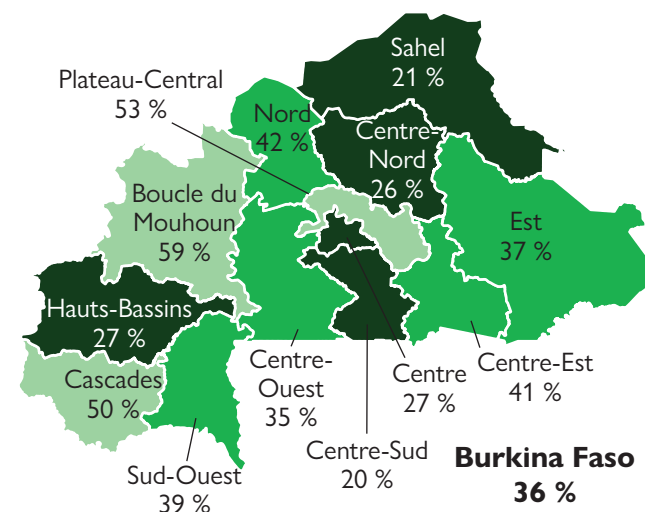 Sahel
21 %
Plateau-Central
53 %
Nord
42 %
Centre-
Nord
26 %
Boucle du
Mouhoun
59 %
Est
37 %
Hauts-Bassins
27 %
Cascades
50 %
Centre-
Ouest
35 %
Centre
27 %
Centre-Est
41 %
Centre-Sud
20 %
Sud-Ouest
39 %
Burkina Faso
36 %